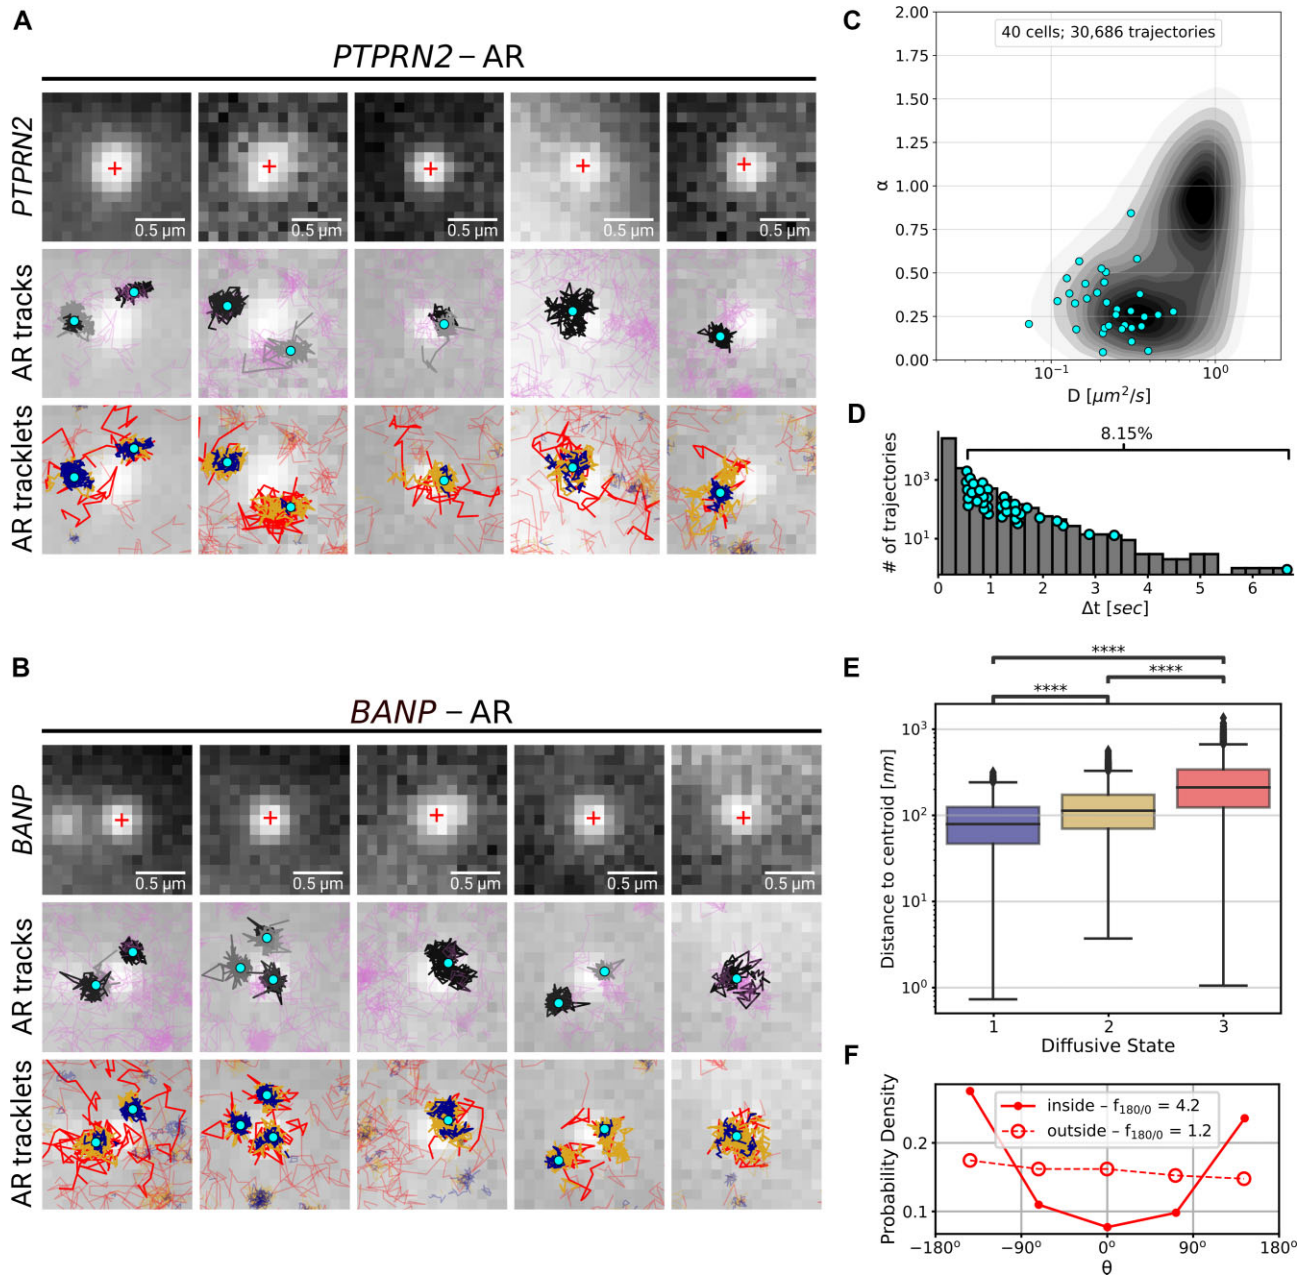 A
PTPRN2 – AR
PTPRN2
0.5 µm
0.5 µm
0.5 µm
0.5 µm
0.5 µm
AR tracks
AR tracklets
B
BANP – AR
BANP
0.5 µm
0.5 µm
0.5 µm
0.5 µm
0.5 µm
AR tracks
AR tracklets
C
40 cells; 30,686 trajectories
2.00
1.75
1.50
1.25
1.00
0.75
0.50
0.25
0.00
α
10⁻¹
10⁰
D [µm²/s]
D
8.15%
# of trajectories
10³
10¹
0 1 2 3 4 5 6
Δt [sec]
E
****
**** ****
Distance to centroid [nm]
10³
10²
10¹
10⁰
1 2 3
Diffusive State
F
Probability Density
0.2
0.1
inside – f180/0 = 4.2
outside – f180/0 = 1.2
−180° −90° 0° 90° 180°
θ